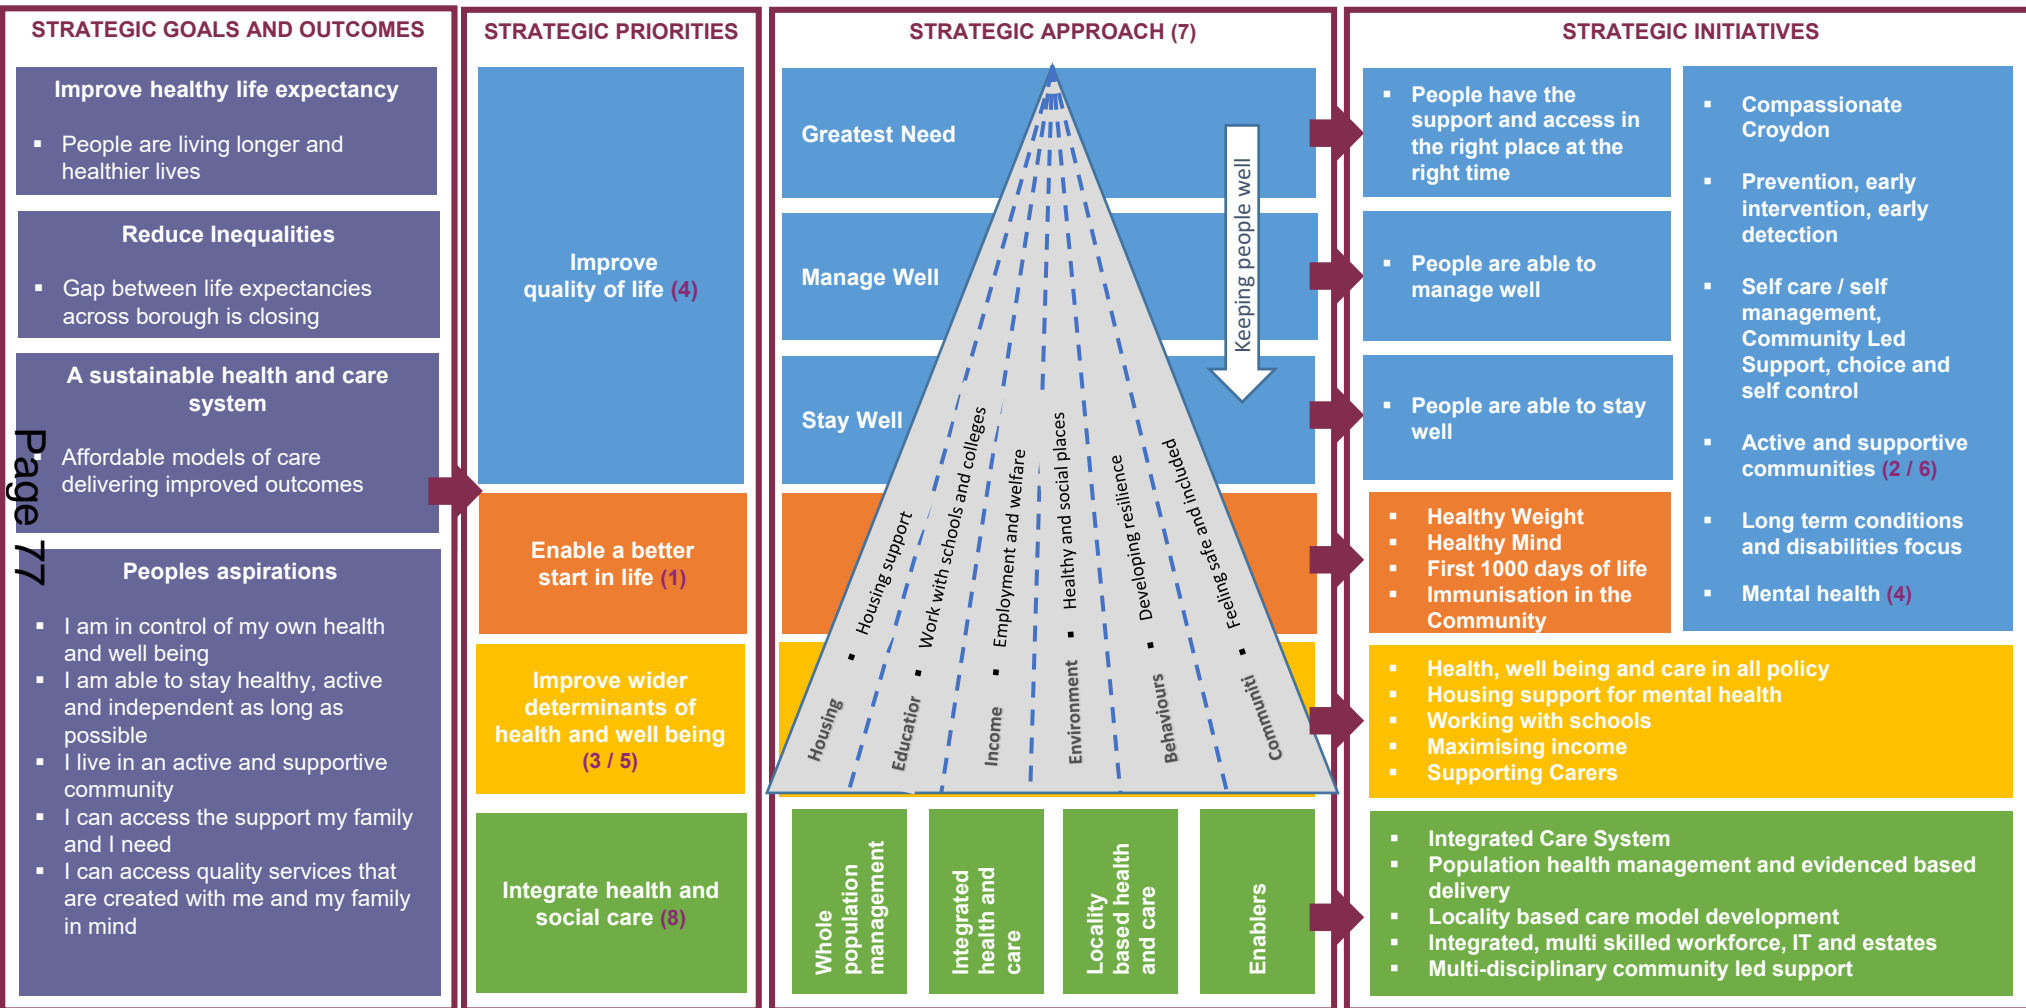 STRATEGIC GOALS AND OUTCOMES
Improve healthy life expectancy
▪ People are living longer and
healthier lives
Reduce Inequalities
▪ Gap between life expectancies
across borough is closing
A sustainable health and care
system
▪ Affordable models of care
delivering improved outcomes
Page 77
Peoples aspirations
▪ I am in control of my own health
and well being
▪ I am able to stay healthy, active
and independent as long as
possible
▪ I live in an active and supportive
community
▪ I can access the support my family
and I need
▪ I can access quality services that
are created with me and my family
in mind
STRATEGIC PRIORITIES
Improve
quality of life (4)
Enable a better
start in life (1)
Improve wider
determinants of
health and well being
(3 / 5)
Integrate health and
social care (8)
STRATEGIC APPROACH (7)
Greatest Need
Manage Well
Stay Well
Keeping people well
▪ Housing support
▪ Work with schools and colleges
▪ Employment and welfare
▪ Healthy and social places
▪ Developing resilience
▪ Feeling safe and included
Housing
Educatior
Income
Environment
Behaviours
Communiti
Whole
population
management
Integrated
health and
care
Locality
based health
and care
Enablers
STRATEGIC INITIATIVES
▪ People have the
support and access in
the right place at the
right time
▪ People are able to
manage well
▪ People are able to stay
well
▪ Healthy Weight
▪ Healthy Mind
▪ First 1000 days of life
▪ Immunisation in the
Community
▪ Compassionate
Croydon
▪ Prevention, early
intervention, early
detection
▪ Self care / self
management,
Community Led
Support, choice and
self control
▪ Active and supportive
communities (2 / 6)
▪ Long term conditions
and disabilities focus
▪ Mental health (4)
▪ Health, well being and care in all policy
▪ Housing support for mental health
▪ Working with schools
▪ Maximising income
▪ Supporting Carers
▪ Integrated Care System
▪ Population health management and evidenced based
delivery
▪ Locality based care model development
▪ Integrated, multi skilled workforce, IT and estates
▪ Multi-disciplinary community led support